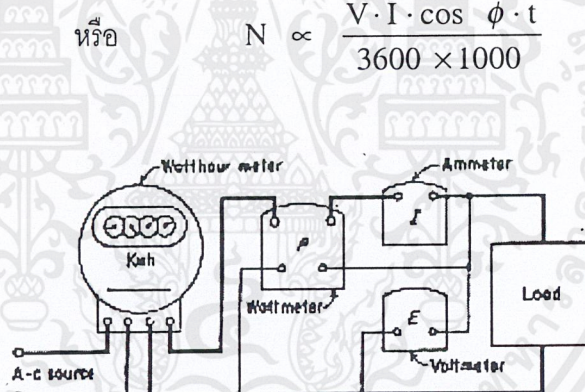 หรือ N ∝ V · I · cos ϕ · t / 3600 × 1000
Watthour meter
Ammeter
P
I
Kwh
Wattmeter
Load
E
A-c source
Voltmeter